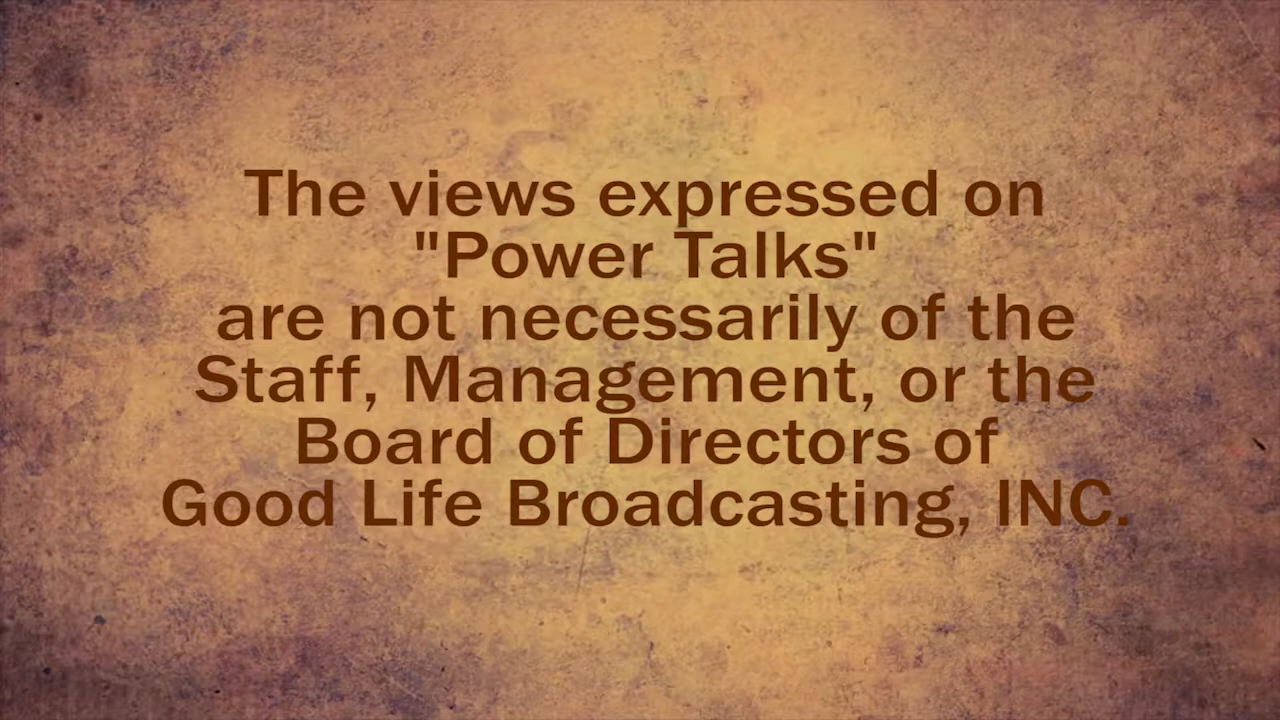 The views expressed on
"Power Talks"
are not necessarily of the
Staff, Management, or the
Board of Directors of
Good Life Broadcasting, INC.